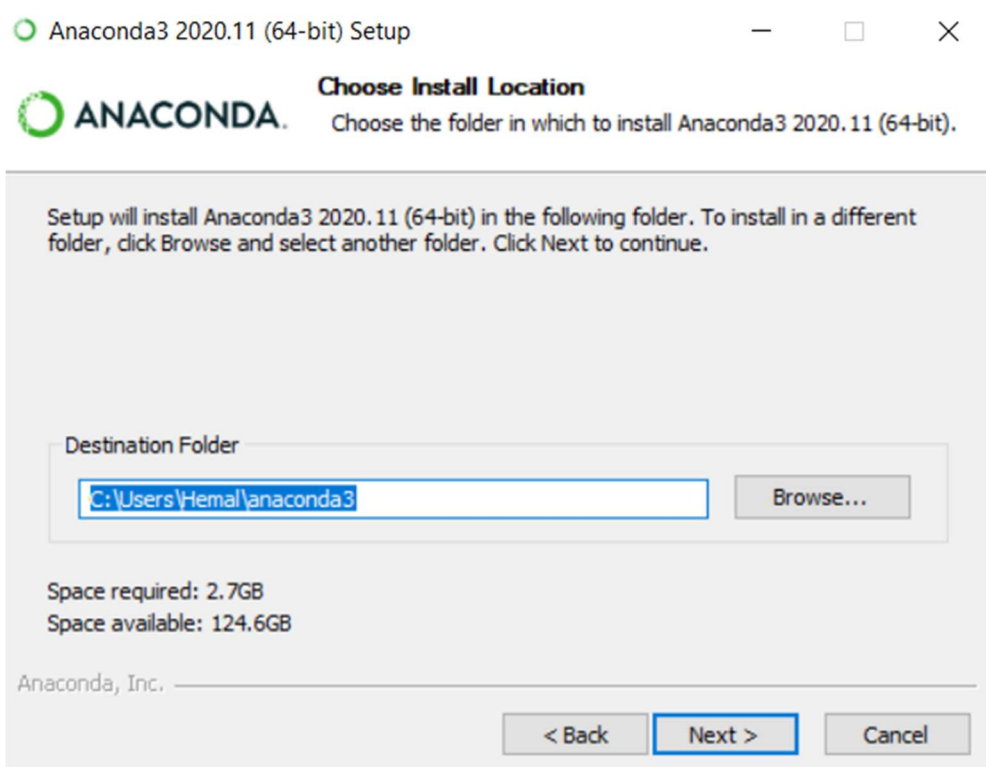 Anaconda3 2020.11 (64-bit) Setup
ANACONDA.
Choose Install Location
Choose the folder in which to install Anaconda3 2020.11 (64-bit).
Setup will install Anaconda3 2020.11 (64-bit) in the following folder. To install in a different
folder, click Browse and select another folder. Click Next to continue.
Destination Folder
C:\Users\Hemal\anaconda3
Browse...
Space required: 2.7GB
Space available: 124.6GB
Anaconda, Inc.
< Back
Next >
Cancel